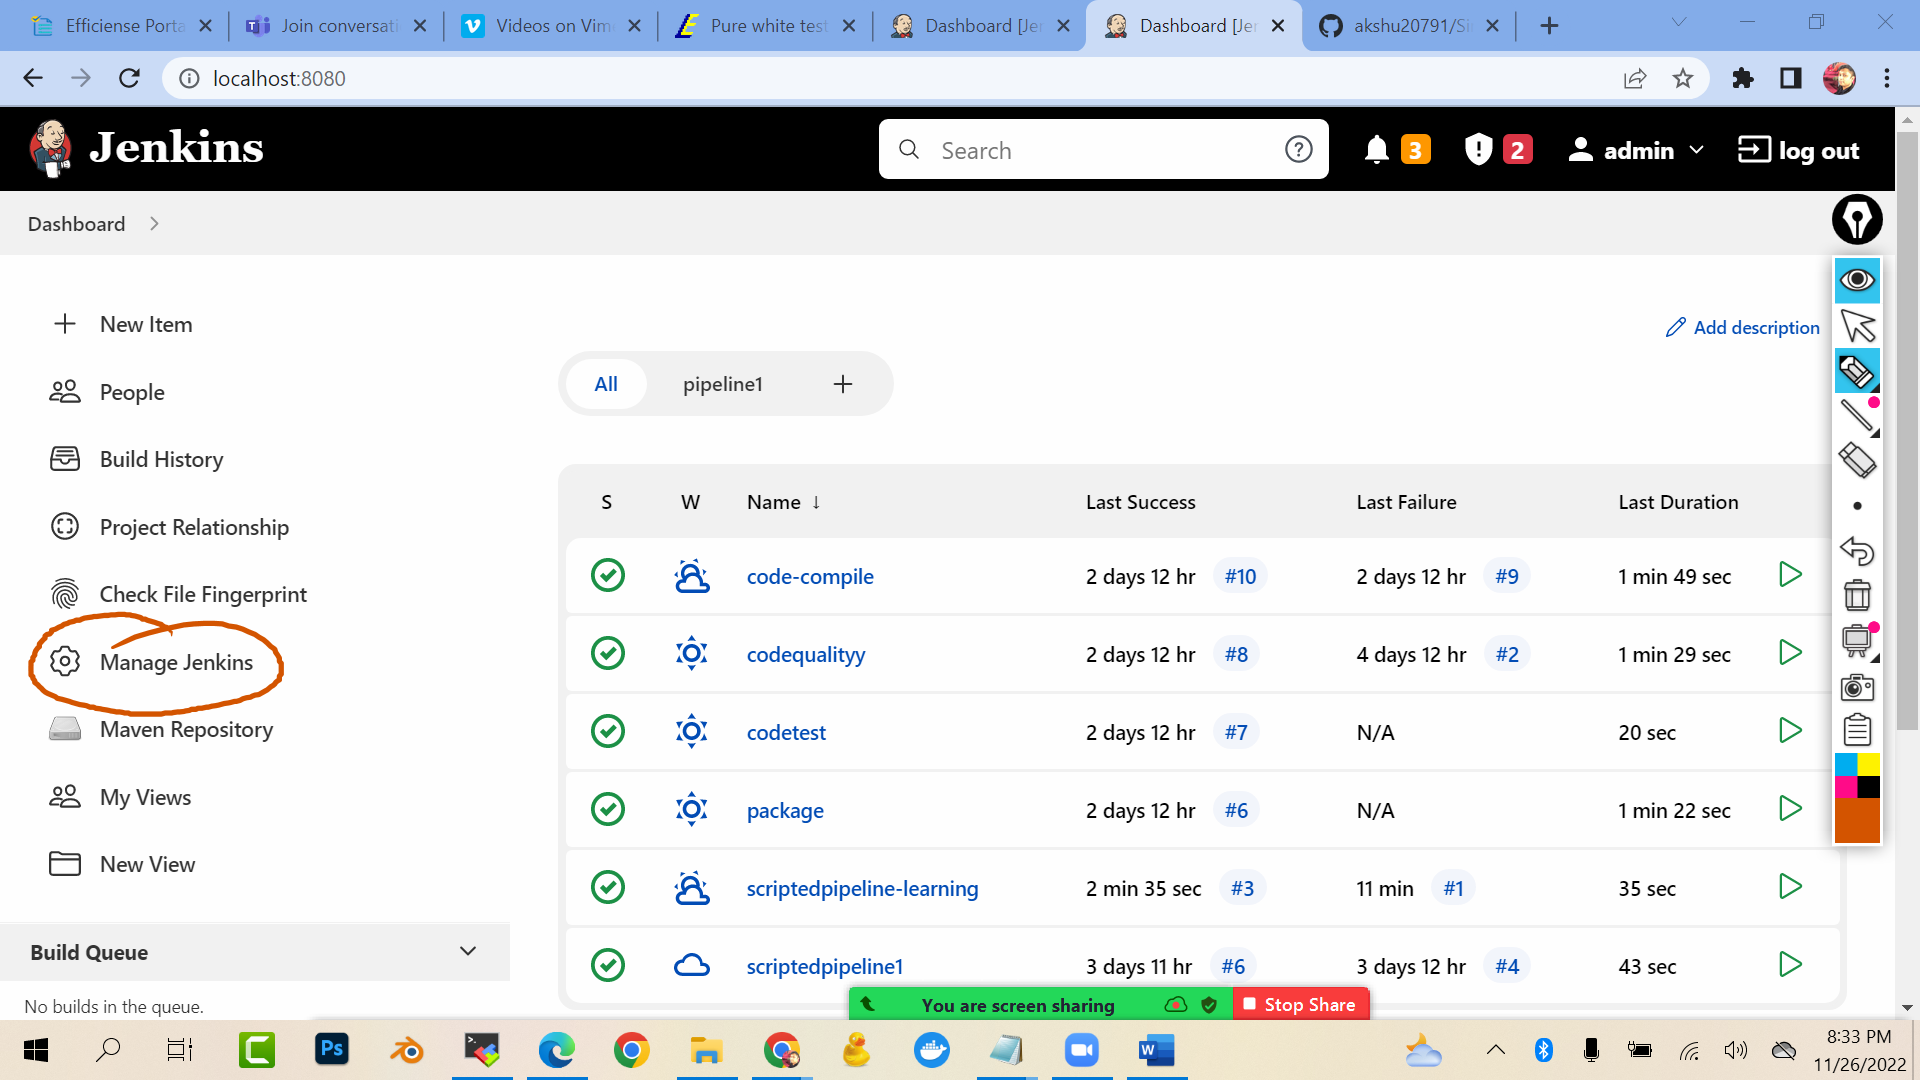 Efficiense Porta
Join conversati
Videos on Vim
Pure white test
Dashboard [Jer
Dashboard [Jer
akshu20791/Si
localhost:8080
Jenkins
Search
3
2
admin
log out
Dashboard
New Item
People
Build History
Project Relationship
Check File Fingerprint
Manage Jenkins
Maven Repository
My Views
New View
Build Queue
No builds in the queue.
Add description
All pipeline1
S W Name ↓ Last Success Last Failure Last Duration
code-compile 2 days 12 hr #10 2 days 12 hr #9 1 min 49 sec
codequalityy 2 days 12 hr #8 4 days 12 hr #2 1 min 29 sec
codetest 2 days 12 hr #7 N/A 20 sec
package 2 days 12 hr #6 N/A 1 min 22 sec
scriptedpipeline-learning 2 min 35 sec #3 11 min #1 35 sec
scriptedpipeline1 3 days 11 hr #6 3 days 12 hr #4 43 sec
You are screen sharing Stop Share
Ps
8:33 PM
11/26/2022